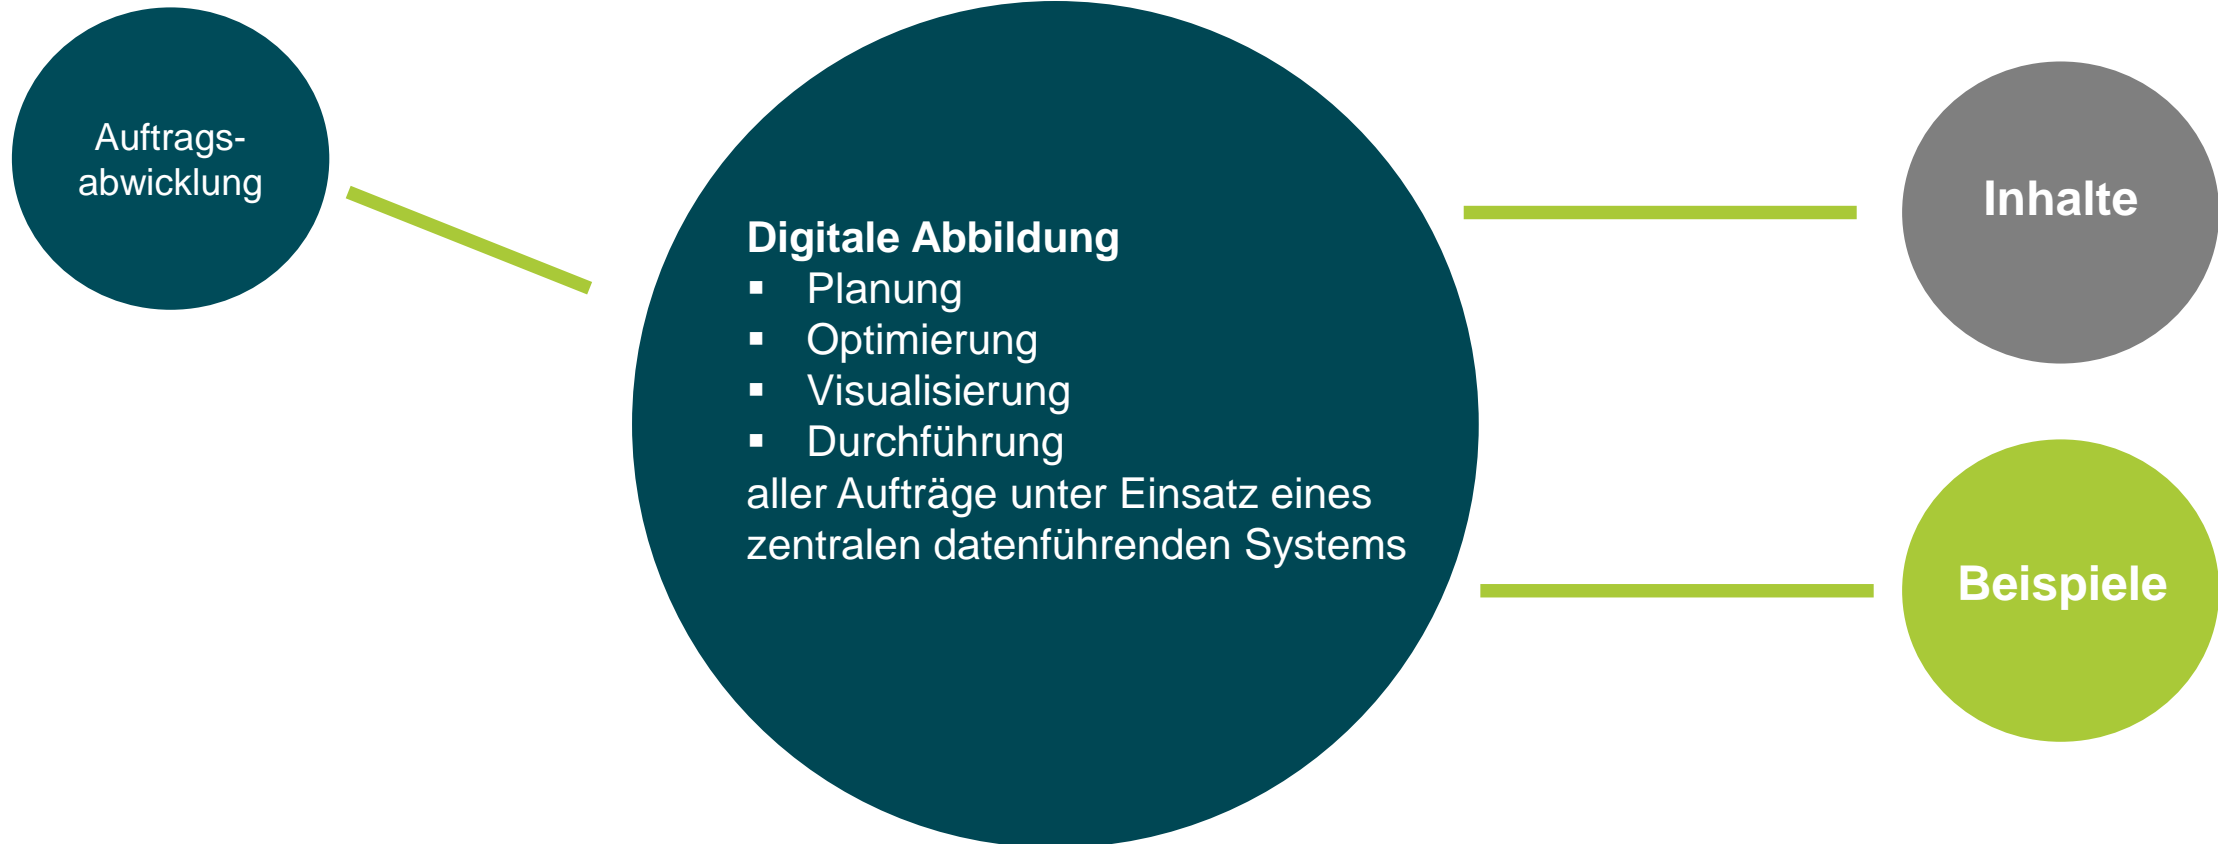 Auftrags-
abwicklung
Digitale Abbildung
▪ Planung
▪ Optimierung
▪ Visualisierung
▪ Durchführung
aller Aufträge unter Einsatz eines
zentralen datenführenden Systems
Inhalte
Beispiele